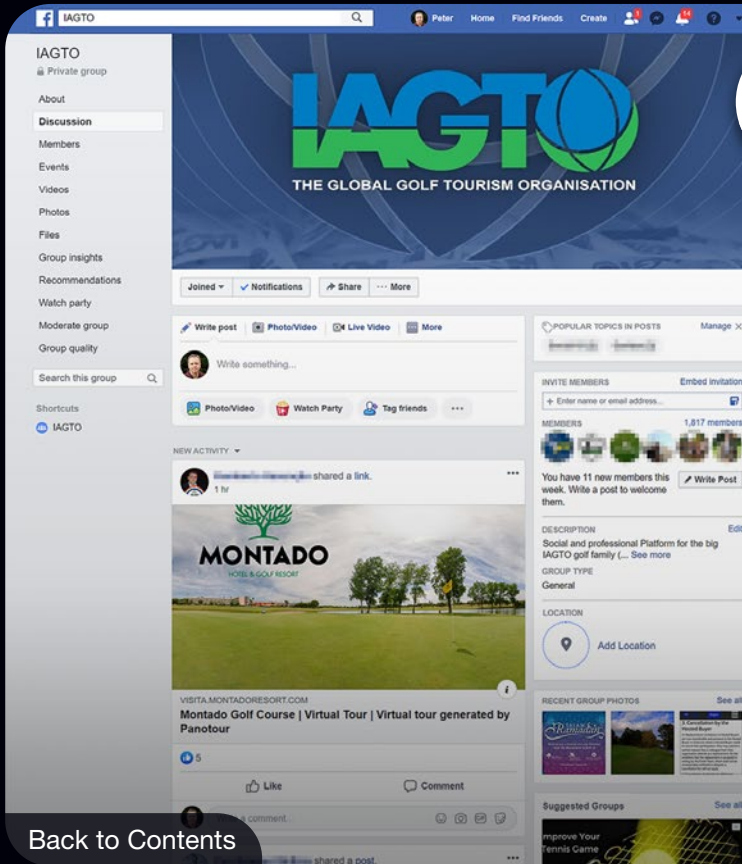 IAGTO
Peter Home Find Friends Create
1
14
IAGTO
Private group
About
Discussion
Members
Events
Videos
Photos
Files
Group insights
Recommendations
Watch party
Moderate group
Group quality
Search this group
Shortcuts
IAGTO
IAGTO
THE GLOBAL GOLF TOURISM ORGANISATION
Joined Notifications Share ··· More
Write post Photo/Video Live Video More
Write something...
Photo/Video Watch Party Tag friends ···
NEW ACTIVITY
shared a link.
1 hr
MONTADO
HOTEL & GOLF RESORT
VISITA.MONTADORESORT.COM
Montado Golf Course | Virtual Tour | Virtual tour generated by
Panotour
5
Like Comment
a comment.
shared a post.
POPULAR TOPICS IN POSTS Manage
INVITE MEMBERS Embed invitation
+ Enter name or email address...
MEMBERS 1,817 members
You have 11 new members this
week. Write a post to welcome
them.
Write Post
DESCRIPTION Edit
Social and professional Platform for the big
IAGTO golf family (... See more
GROUP TYPE
General
LOCATION
Add Location
RECENT GROUP PHOTOS See all
Suggested Groups See all
mprove Your
Tennis Game
Back to Contents